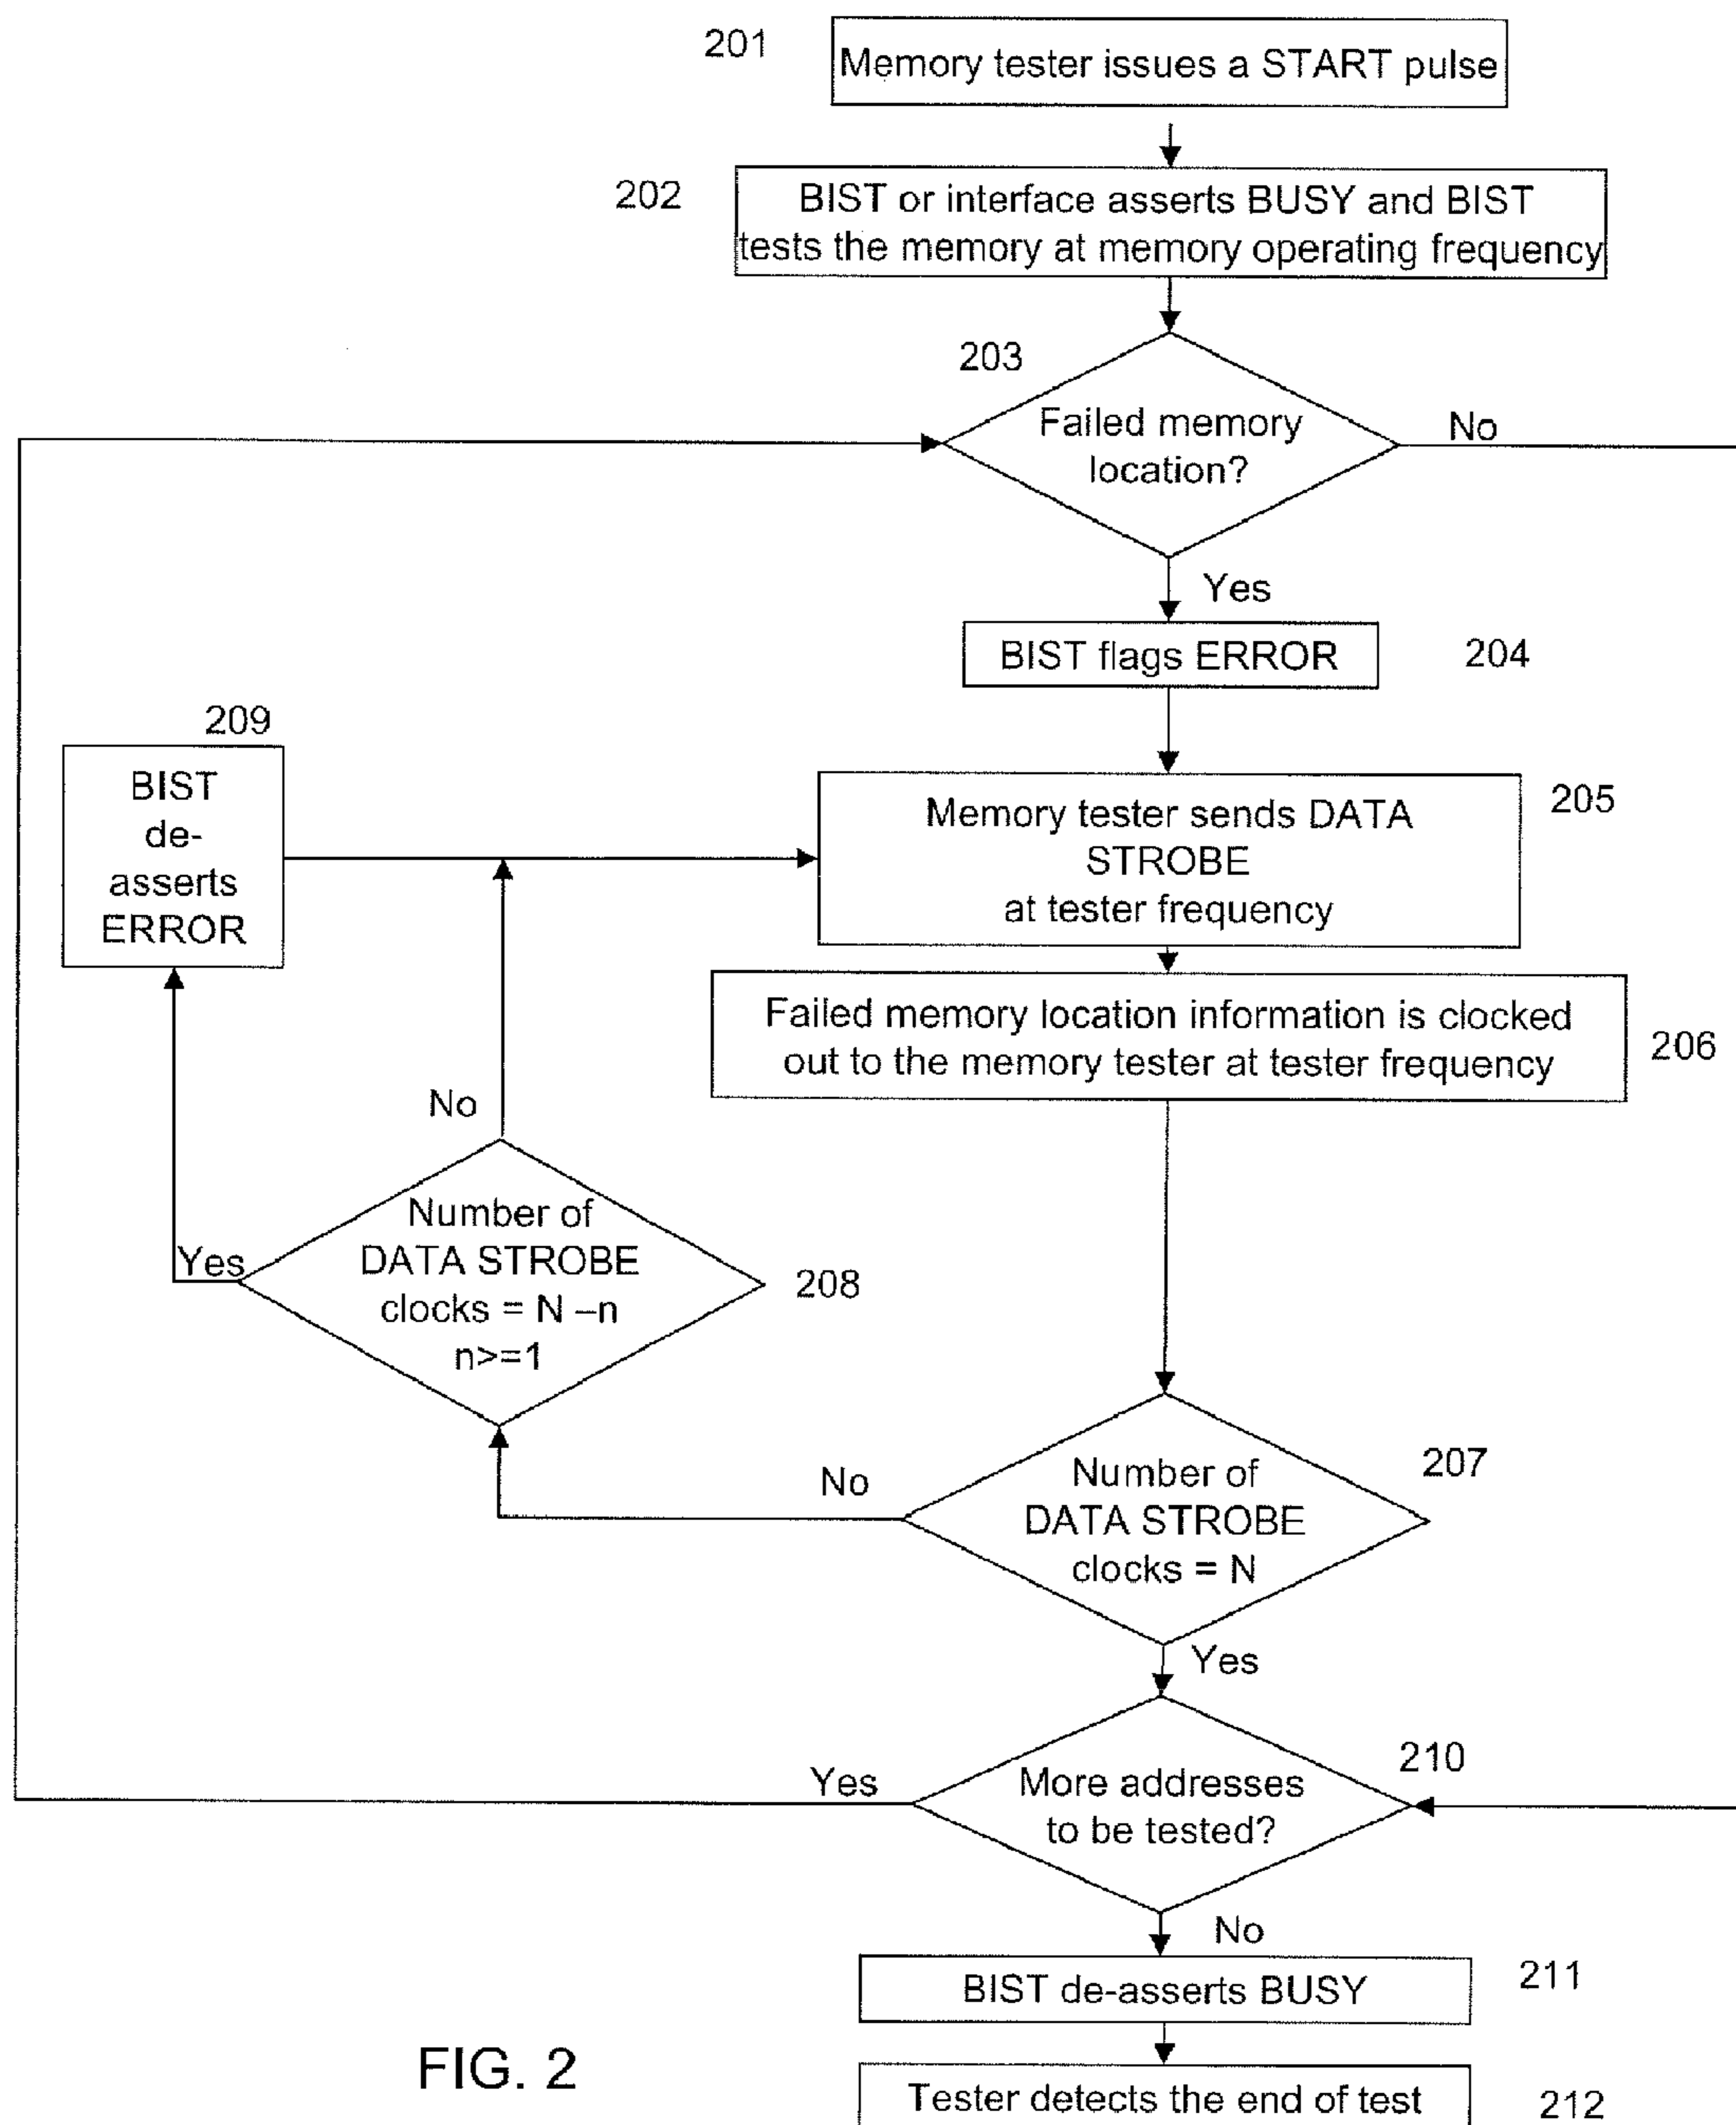 201
Memory tester issues a START pulse
202
BIST or interface asserts BUSY and BIST
tests the memory at memory operating frequency
203
Failed memory
location?
No
Yes
BIST flags ERROR
204
209
BIST
de-
asserts
ERROR
Memory tester sends DATA
STROBE
at tester frequency
205
Failed memory location information is clocked
out to the memory tester at tester frequency
206
No
Number of
DATA STROBE
clocks = N –n
n>=1
Yes
208
No
Number of
DATA STROBE
clocks = N
207
Yes
More addresses
to be tested?
210
Yes
No
BIST de-asserts BUSY
211
Tester detects the end of test
212
FIG. 2